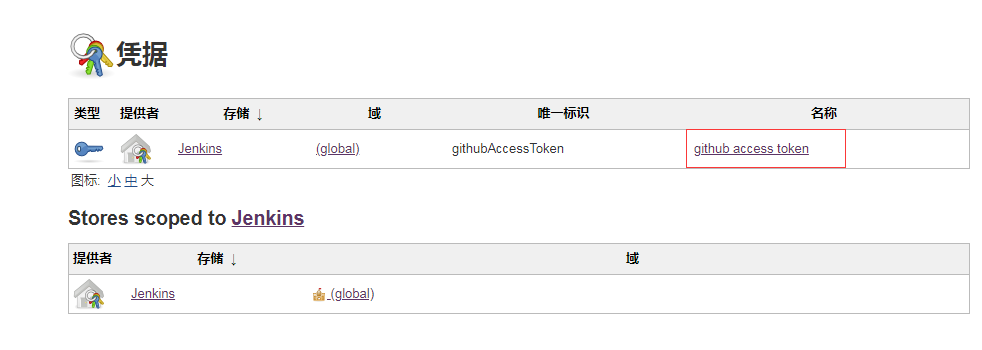 凭据
类型 提供者 存储 ↓ 域 唯一标识 名称
Jenkins (global) githubAccessToken github access token
图标: 小 中 大
Stores scoped to Jenkins
提供者 存储 ↓ 域
Jenkins (global)